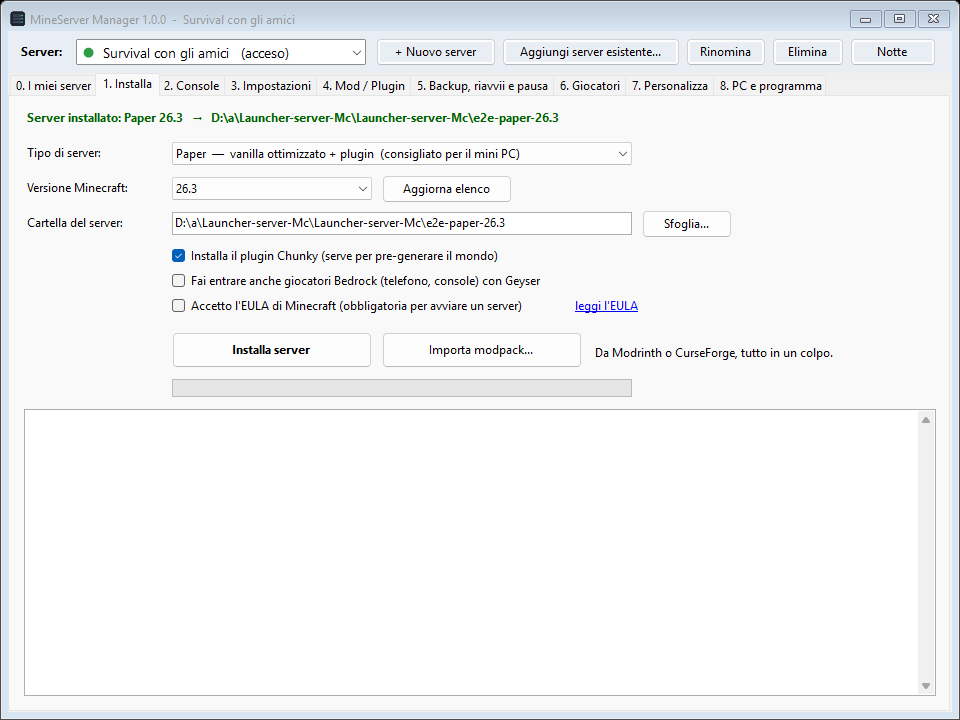 MineServer Manager 1.0.0 - Survival con gli amici
Server: Survival con gli amici (acceso) + Nuovo server Aggiungi server esistente... Rinomina Elimina Notte
0. I miei server 1. Installa 2. Console 3. Impostazioni 4. Mod / Plugin 5. Backup, riavvii e pausa 6. Giocatori 7. Personalizza 8. PC e programma
Server installato: Paper 26.3 → D:\a\Launcher-server-Mc\Launcher-server-Mc\e2e-paper-26.3
Tipo di server: Paper — vanilla ottimizzato + plugin (consigliato per il mini PC)
Versione Minecraft: 26.3 Aggiorna elenco
Cartella del server: D:\a\Launcher-server-Mc\Launcher-server-Mc\e2e-paper-26.3 Sfoglia...
Installa il plugin Chunky (serve per pre-generare il mondo)
Fai entrare anche giocatori Bedrock (telefono, console) con Geyser
Accetto l'EULA di Minecraft (obbligatoria per avviare un server) leggi l'EULA
Installa server Importa modpack... Da Modrinth o CurseForge, tutto in un colpo.